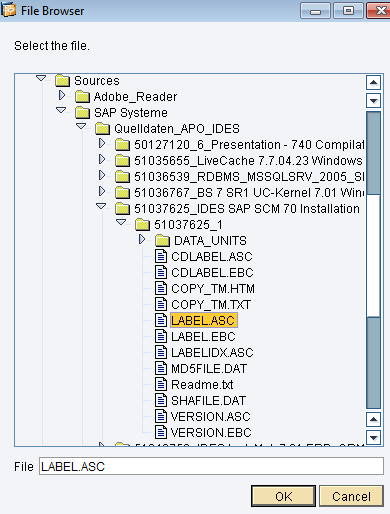 File Browser
Select the file.
Sources
Adobe_Reader
SAP Systeme
Quelldaten_APO_IDES
50127120_6_Presentation - 740 Compilat
51035655_LiveCache 7.7.04.23 Windows
51036539_RDBMS_MSSQLSRV_2005_SI
51036767_BS 7 SR1 UC-Kernel 7.01 Win
51037625_IDES SAP SCM 70 Installation
51037625_1
DATA_UNITS
CDLABEL.ASC
CDLABEL.EBC
COPY_TM.HTM
COPY_TM.TXT
LABEL.ASC
LABEL.EBC
LABELIDX.ASC
MD5FILE.DAT
Readme.txt
SHAFILE.DAT
VERSION.ASC
VERSION.EBC
File LABEL.ASC
OK Cancel